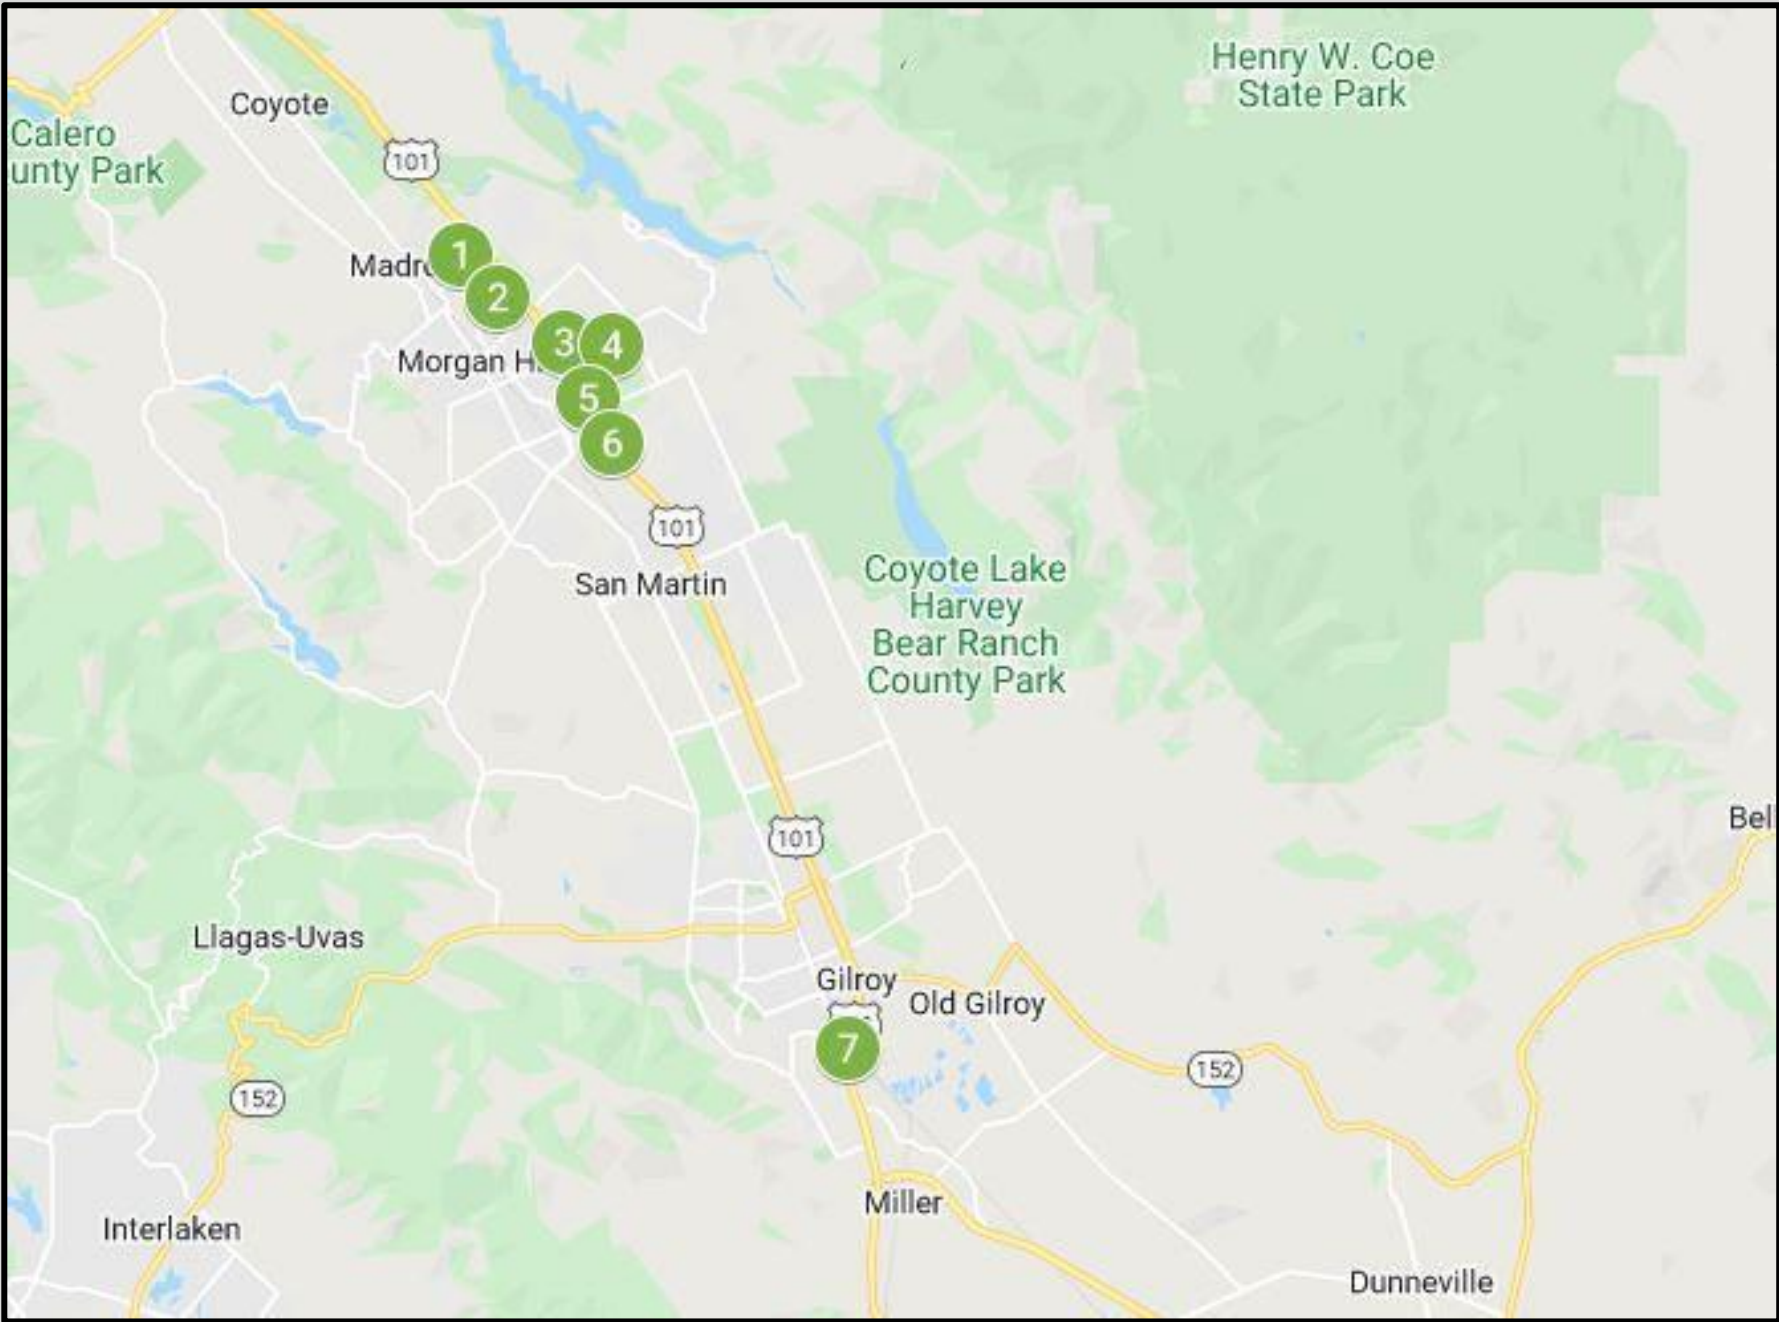 Henry W. Coe
State Park
Coyote
Calero
unty Park
101
1
Madro
2
3
4
Morgan H
5
6
101
San Martin
Coyote Lake
Harvey
Bear Ranch
County Park
101
Bel
Llagas-Uvas
Gilroy
Old Gilroy
7
152
152
Miller
Interlaken
Dunneville